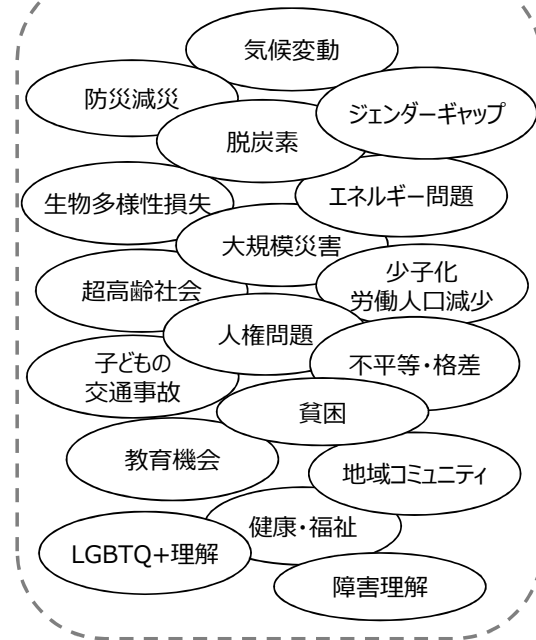 気候変動
防災減災
ジェンダーギャップ
脱炭素
生物多様性損失
エネルギー問題
大規模災害
超高齢社会
少子化
労働人口減少
人権問題
子どもの
交通事故
不平等・格差
貧困
教育機会
地域コミュニティ
健康・福祉
LGBTQ+理解
障害理解